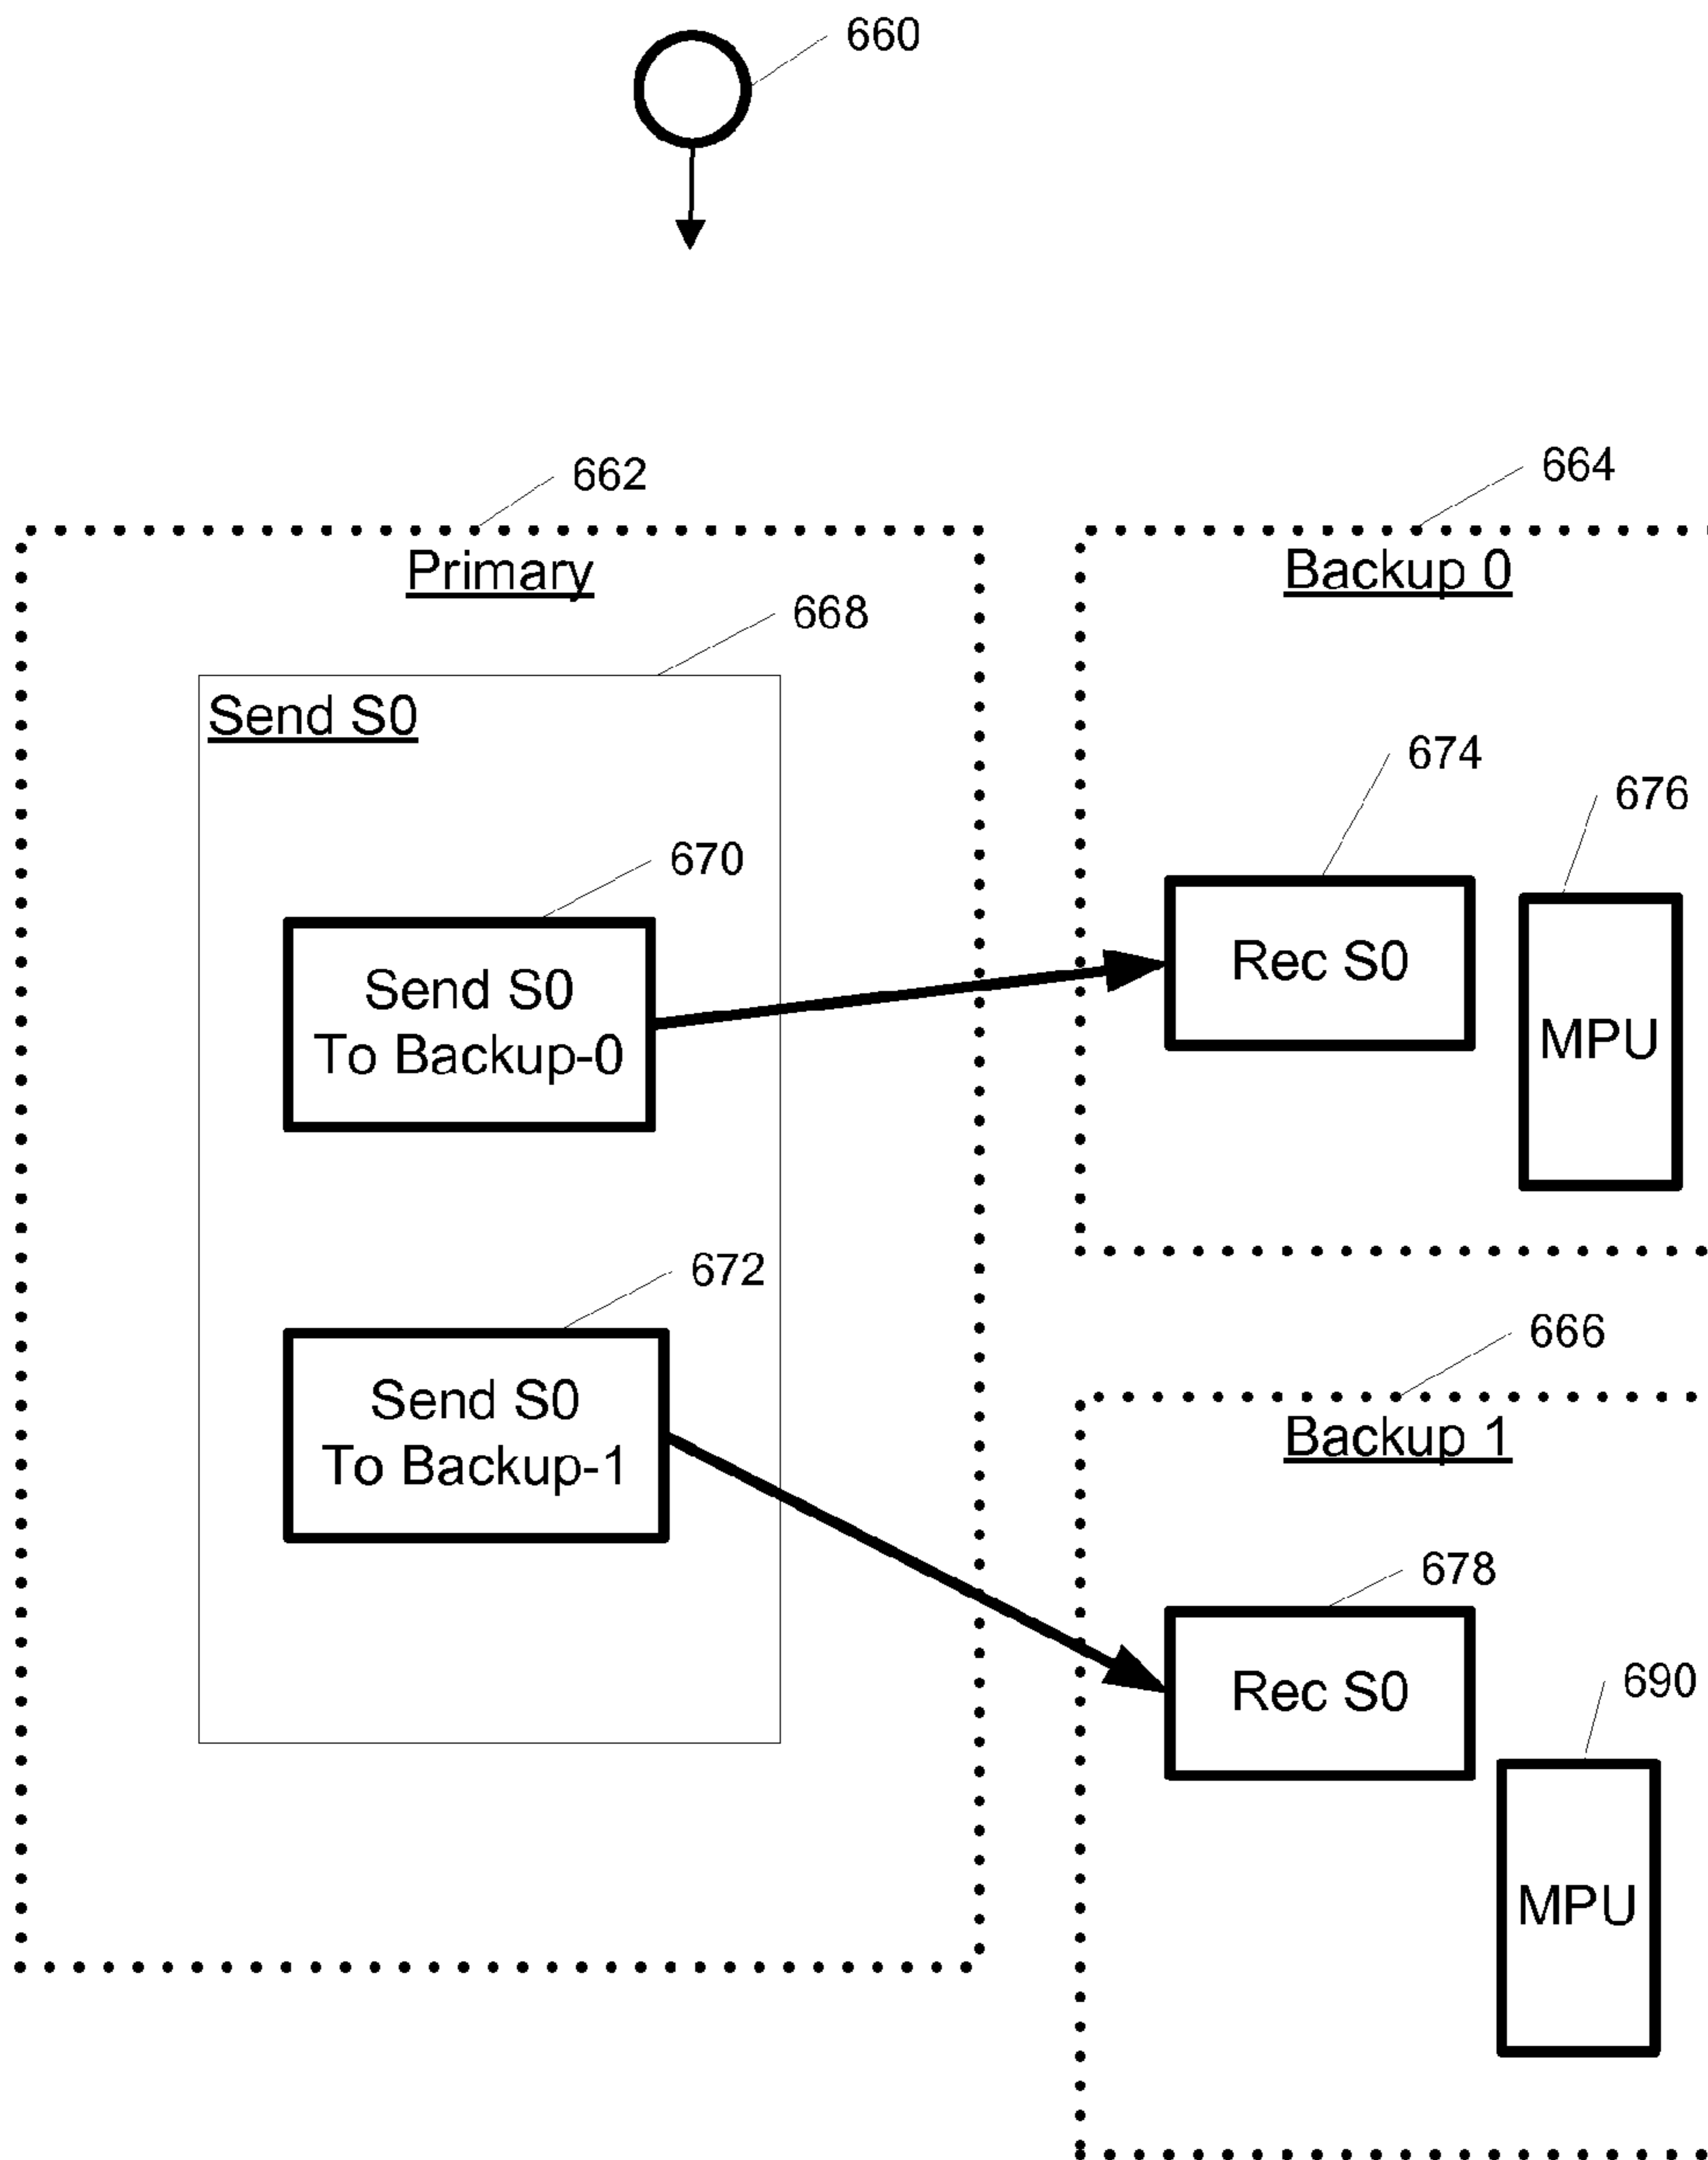 660
662
664
Primary
Backup 0
668
Send S0
674
676
670
Send S0
To Backup-0
Rec S0
MPU
672
666
Send S0
To Backup-1
Backup 1
678
Rec S0
690
MPU